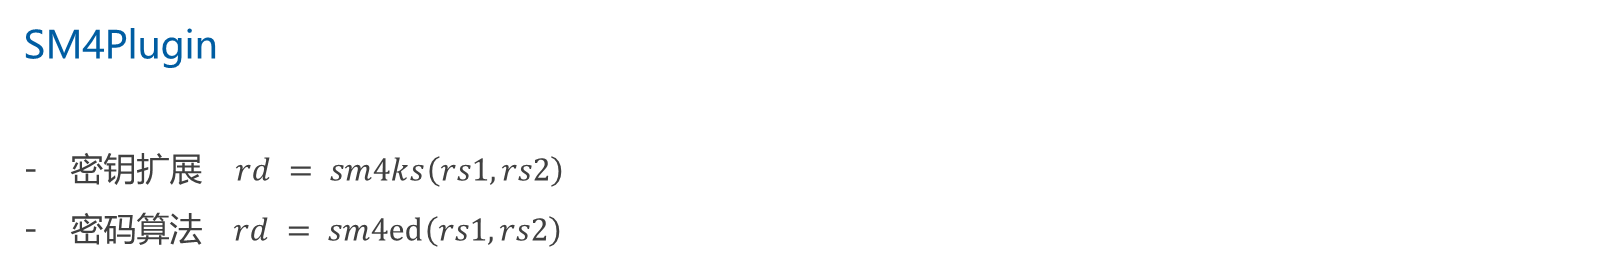 SM4Plugin
- 密钥扩展 rd = sm4ks(rs1,rs2)
- 密码算法 rd = sm4ed(rs1,rs2)